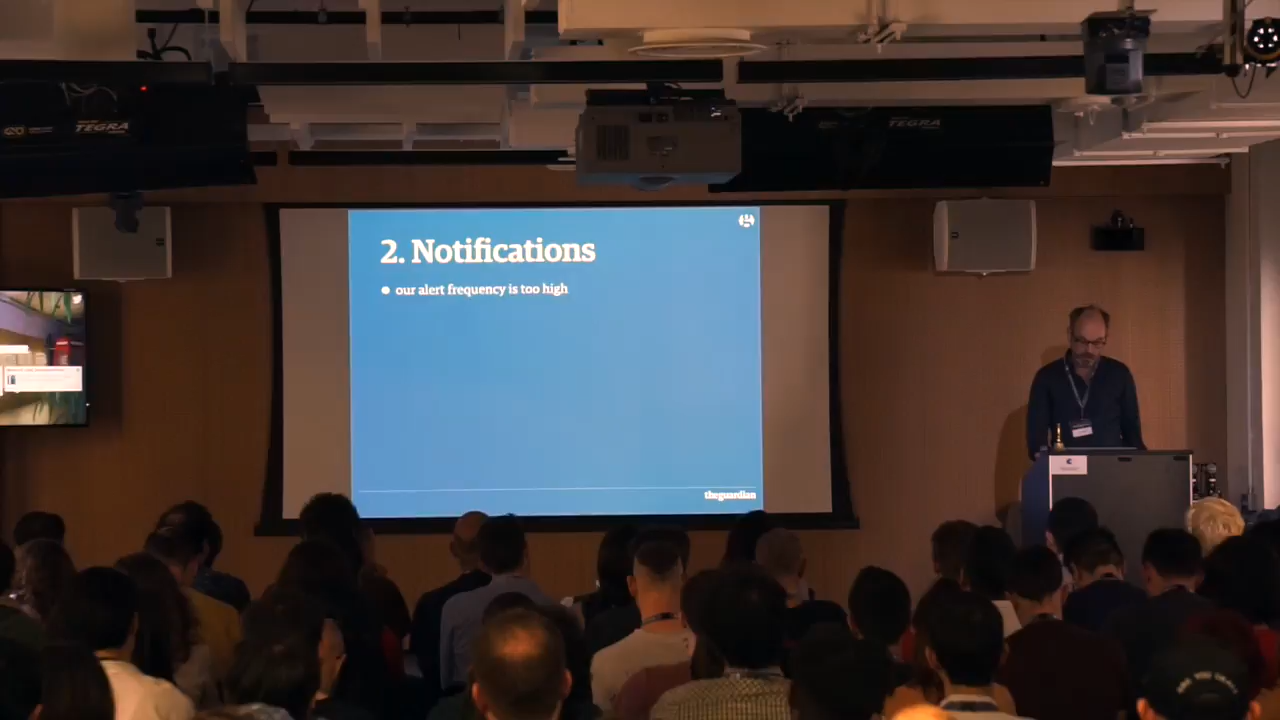 TEGRA
TEGRA
2. Notifications
our alert frequency is too high
theguardian